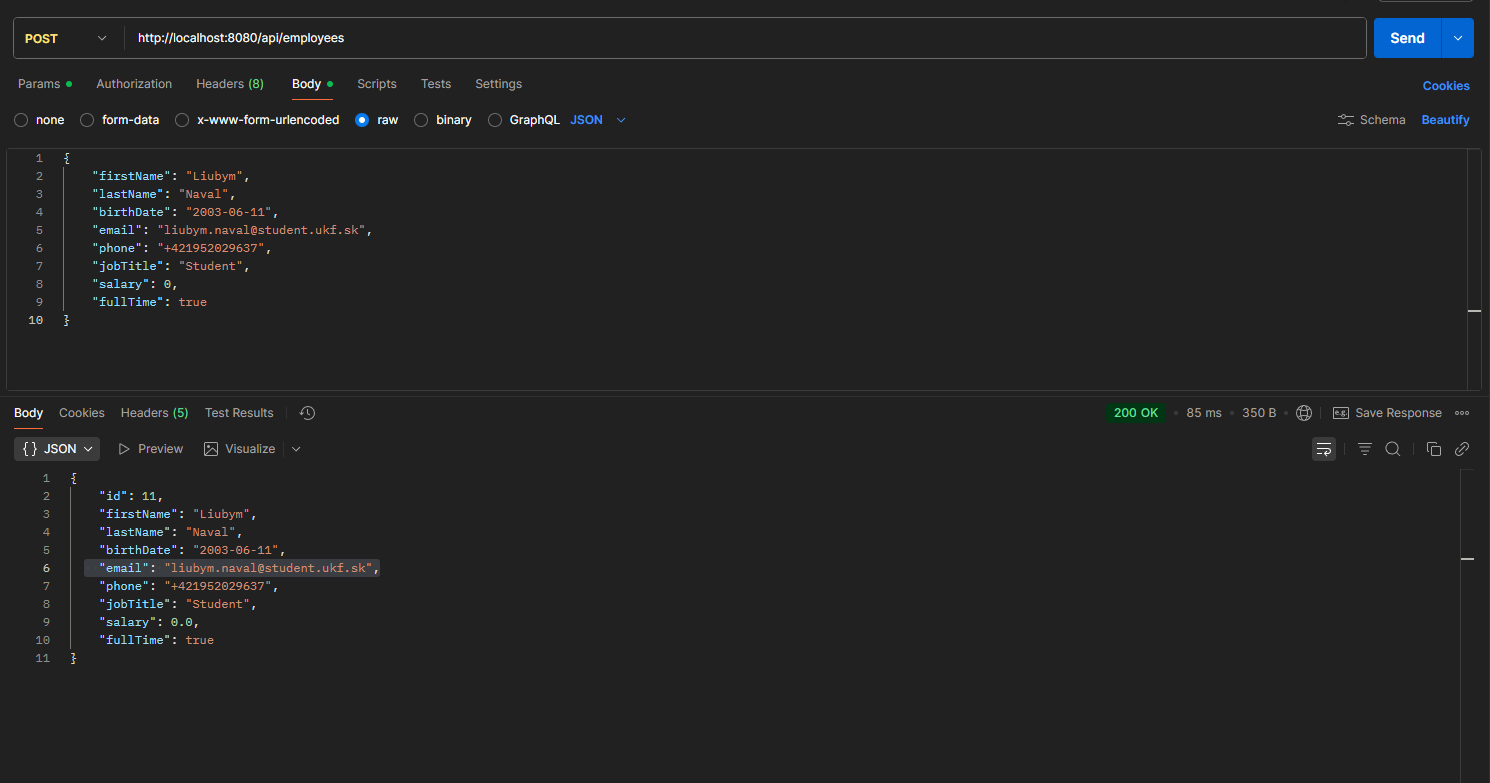 POST http://localhost:8080/api/employees Send
Params Authorization Headers (8) Body Scripts Tests Settings Cookies
none form-data x-www-form-urlencoded raw binary GraphQL JSON Schema Beautify
1 {
2 "firstName": "Liubym",
3 "lastName": "Naval",
4 "birthDate": "2003-06-11",
5 "email": "liubym.naval@student.ukf.sk",
6 "phone": "+421952029637",
7 "jobTitle": "Student",
8 "salary": 0,
9 "fullTime": true
10 }
Body Cookies Headers (5) Test Results 200 OK • 85 ms • 350 B • e.g. Save Response
{} JSON Preview Visualize
1 {
2 "id": 11,
3 "firstName": "Liubym",
4 "lastName": "Naval",
5 "birthDate": "2003-06-11",
6 "email": "liubym.naval@student.ukf.sk",
7 "phone": "+421952029637",
8 "jobTitle": "Student",
9 "salary": 0.0,
10 "fullTime": true
11 }